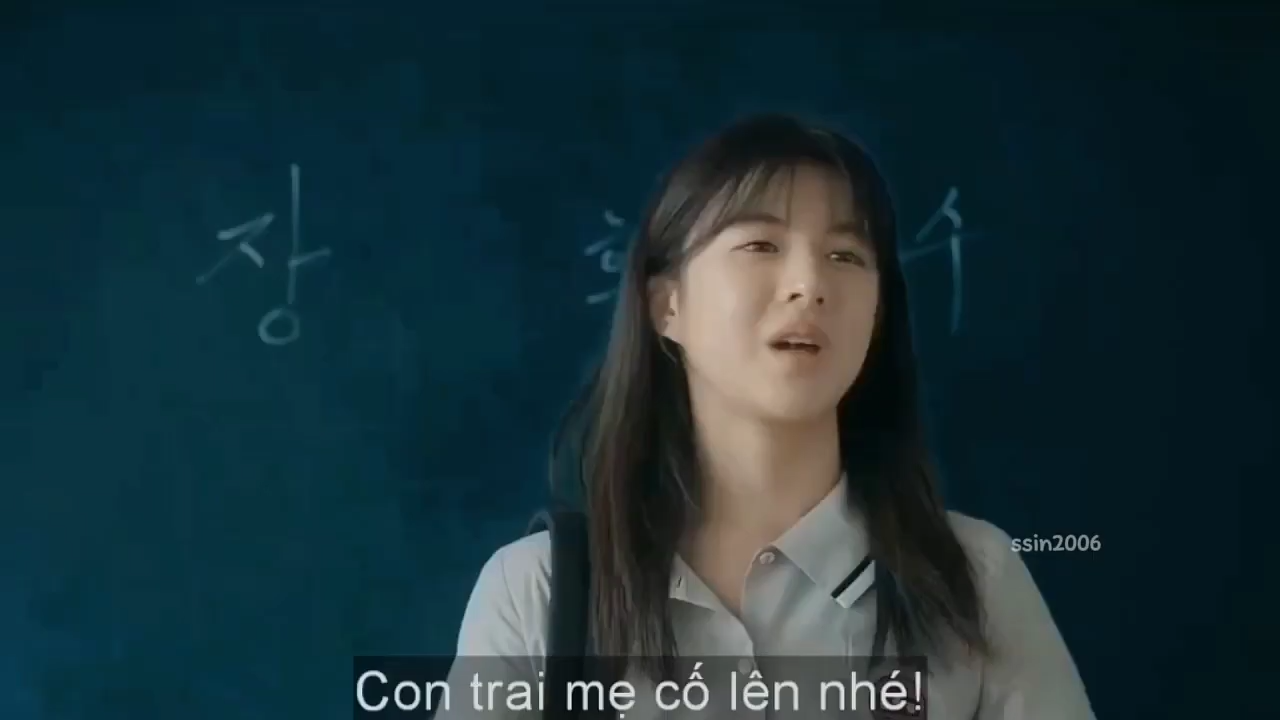 장 수
ssin2006
Con trai mẹ cố lên nhé!